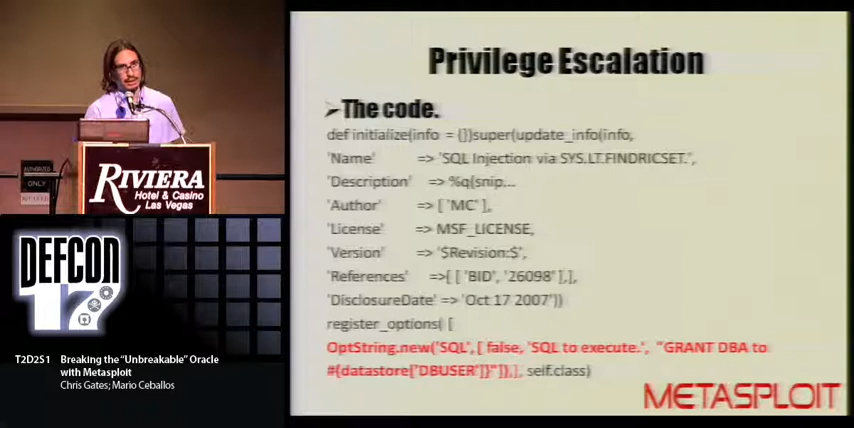 Privilege Escalation
➢The code.
def initialize(info = {})super(update_info(info,
'Name' => 'SQL Injection via SYS.LT.FINDRICSET.',
'Description' => %q{snip...
'Author' => [ 'MC' ],
'License' => MSF_LICENSE,
'Version' => '$Revision:$',
'References' =>[ [ 'BID', '26098' ],],
'DisclosureDate' => 'Oct 17 2007'))
register_options( [
OptString.new('SQL', [ false, 'SQL to execute.', "GRANT DBA to
#{datastore['DBUSER']}"]),], self.class)
METASPLOIT
AUTHORIZED
ONLY
RIVIERA
Hotel & Casino
Las Vegas
DEFCON
17
T2D2S1 Breaking the "Unbreakable" Oracle
with Metasploit
Chris Gates; Mario Ceballos